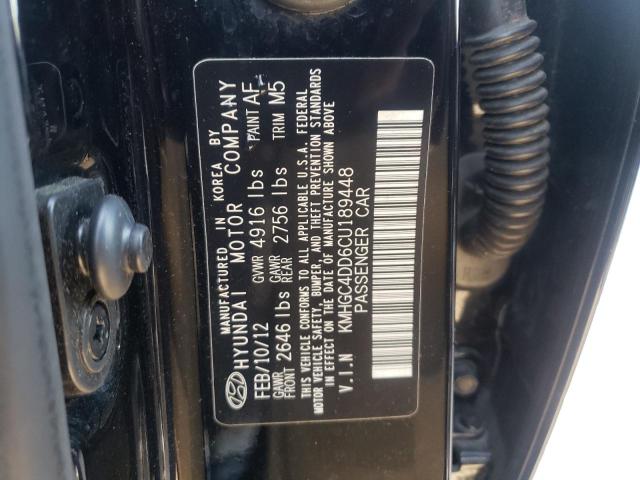 MANUFACTURED IN KOREA BY
HYUNDAI MOTOR COMPANY
FEB/10/12 GVWR 4916 lbs PAINT AF
GAWR FRONT 2646 lbs GAWR REAR 2756 lbs TRIM M5
THIS VEHICLE CONFORMS TO ALL APPLICABLE U.S.A. FEDERAL
MOTOR VEHICLE SAFETY, BUMPER, AND THEFT PREVENTION STANDARDS
IN EFFECT ON THE DATE OF MANUFACTURE SHOWN ABOVE
V.I.N KMHGC4DD6CU189448
PASSENGER CAR